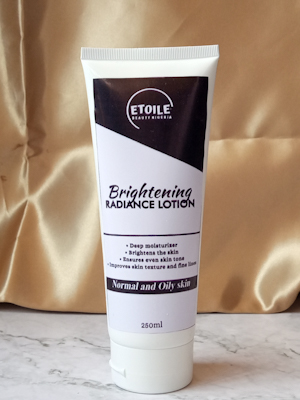 ETOILE
BEAUTY NIGERIA
Brightening
RADIANCE LOTION
• Deep moisturiser
• Brightens the skin
• Ensures even skin tone
• Improves skin texture and fine lines
Normal and Oily skin
250ml